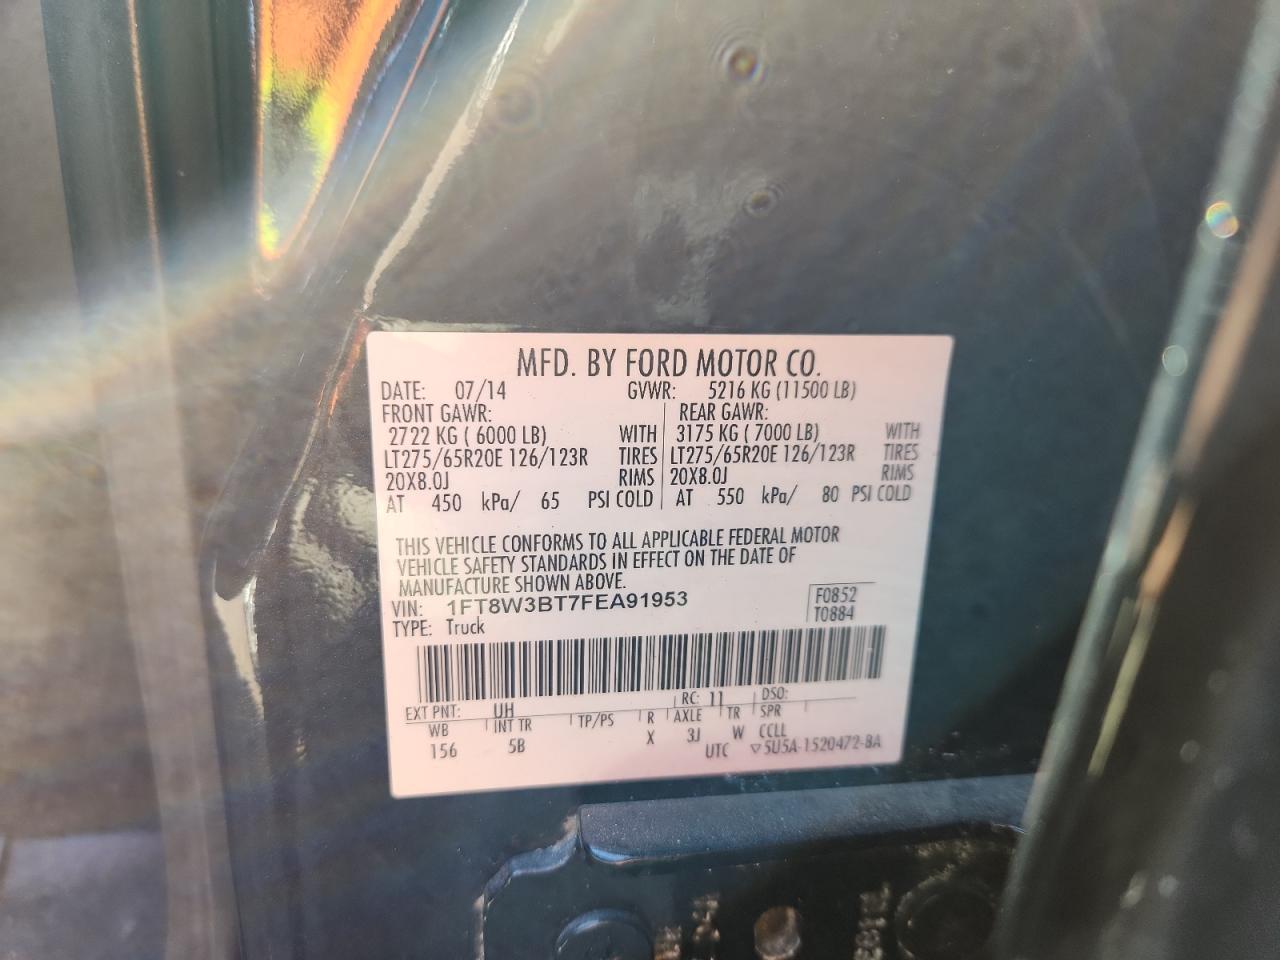 MFD. BY FORD MOTOR CO.
DATE: 07/14 GVWR: 5216 KG (11500 LB)
FRONT GAWR: REAR GAWR:
2722 KG ( 6000 LB) WITH 3175 KG ( 7000 LB) WITH
LT275/65R20E 126/123R TIRES LT275/65R20E 126/123R TIRES
20X8.0J RIMS 20X8.0J RIMS
AT 450 kPa/ 65 PSI COLD AT 550 kPa/ 80 PSI COLD
THIS VEHICLE CONFORMS TO ALL APPLICABLE FEDERAL MOTOR
VEHICLE SAFETY STANDARDS IN EFFECT ON THE DATE OF
MANUFACTURE SHOWN ABOVE.
VIN: 1FT8W3BT7FEA91953 F0852
TYPE: Truck T0884
EXT PNT: UH RC: 11 DSO:
WB INT TR TP/PS R AXLE TR SPR
156 5B X 3J W CCLL
UTC ▽5U5A-1520472-BA